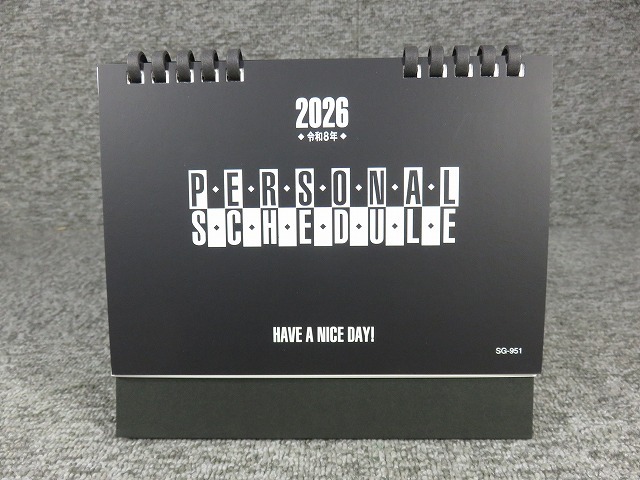 2026
◆令和8年◆
P◆E◆R◆S◆O◆N◆A◆L
S◆C◆H◆E◆D◆U◆L◆E
HAVE A NICE DAY!
SG-951